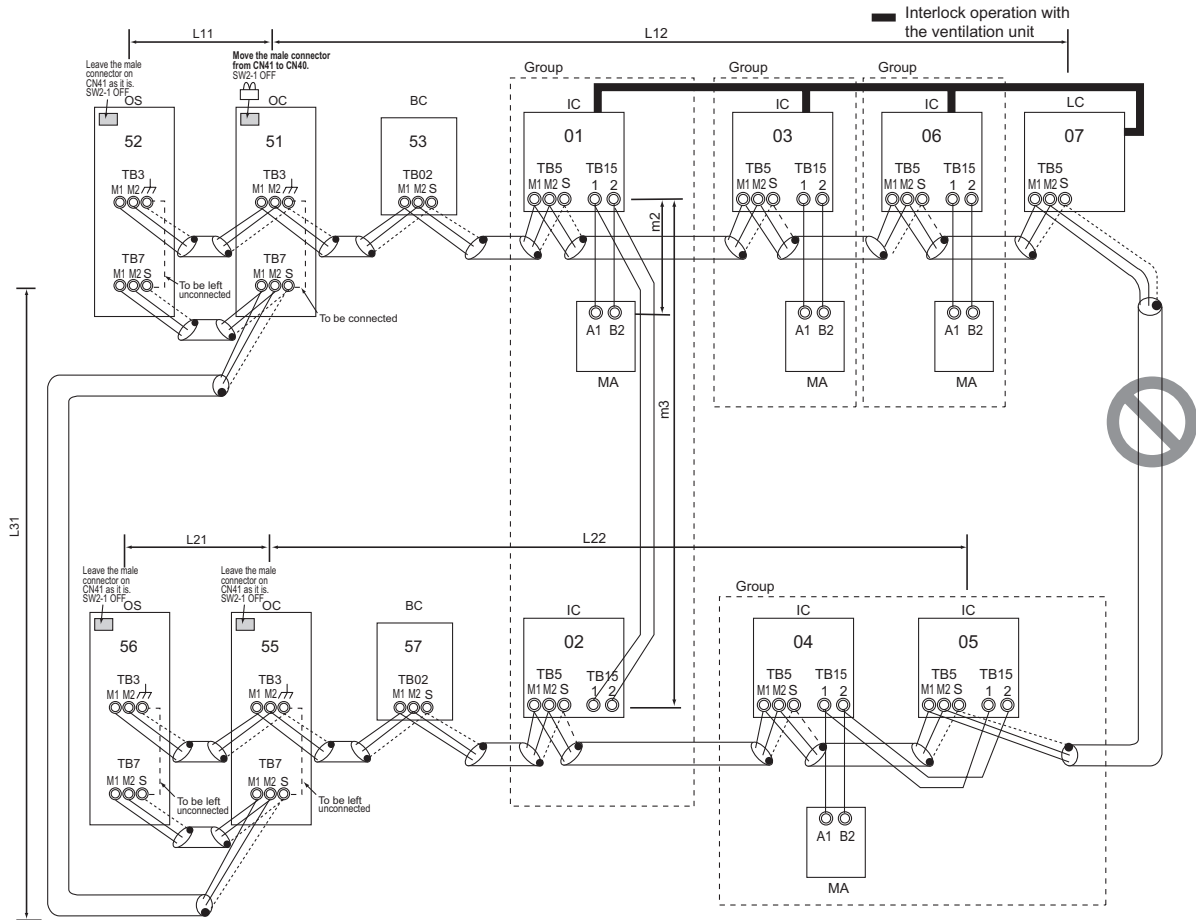 Interlock operation with
the ventilation unit
L11
L12
Leave the male
connector on
CN41 as it is.
SW2-1 OFF
Move the male connector
from CN41 to CN40.
SW2-1 OFF
Group
Group
Group
OS
OC
BC
IC
IC
IC
LC
52
51
53
01
03
06
07
TB3
TB3
TB02
TB5
TB15
TB5
TB15
TB5
TB15
TB5
M1 M2
M1 M2
M1 M2 S
M1 M2 S
1 2
M1 M2 S
1 2
M1 M2 S
1 2
M1 M2 S
m2
TB7
TB7
M1 M2 S
M1 M2 S
To be left
unconnected
To be connected
A1 B2
A1 B2
A1 B2
MA
MA
MA
m3
L31
L21
L22
Leave the male
connector on
CN41 as it is.
SW2-1 OFF
Leave the male
connector on
CN41 as it is.
SW2-1 OFF
Group
OS
OC
BC
IC
IC
56
55
57
02
04
05
TB3
TB3
TB02
TB5
TB15
TB5
TB15
TB5
TB15
M1 M2
M1 M2
M1 M2 S
M1 M2 S
1 2
M1 M2 S
1 2
M1 M2 S
1 2
TB7
TB7
M1 M2 S
M1 M2 S
To be left
unconnected
To be left
unconnected
A1 B2
MA